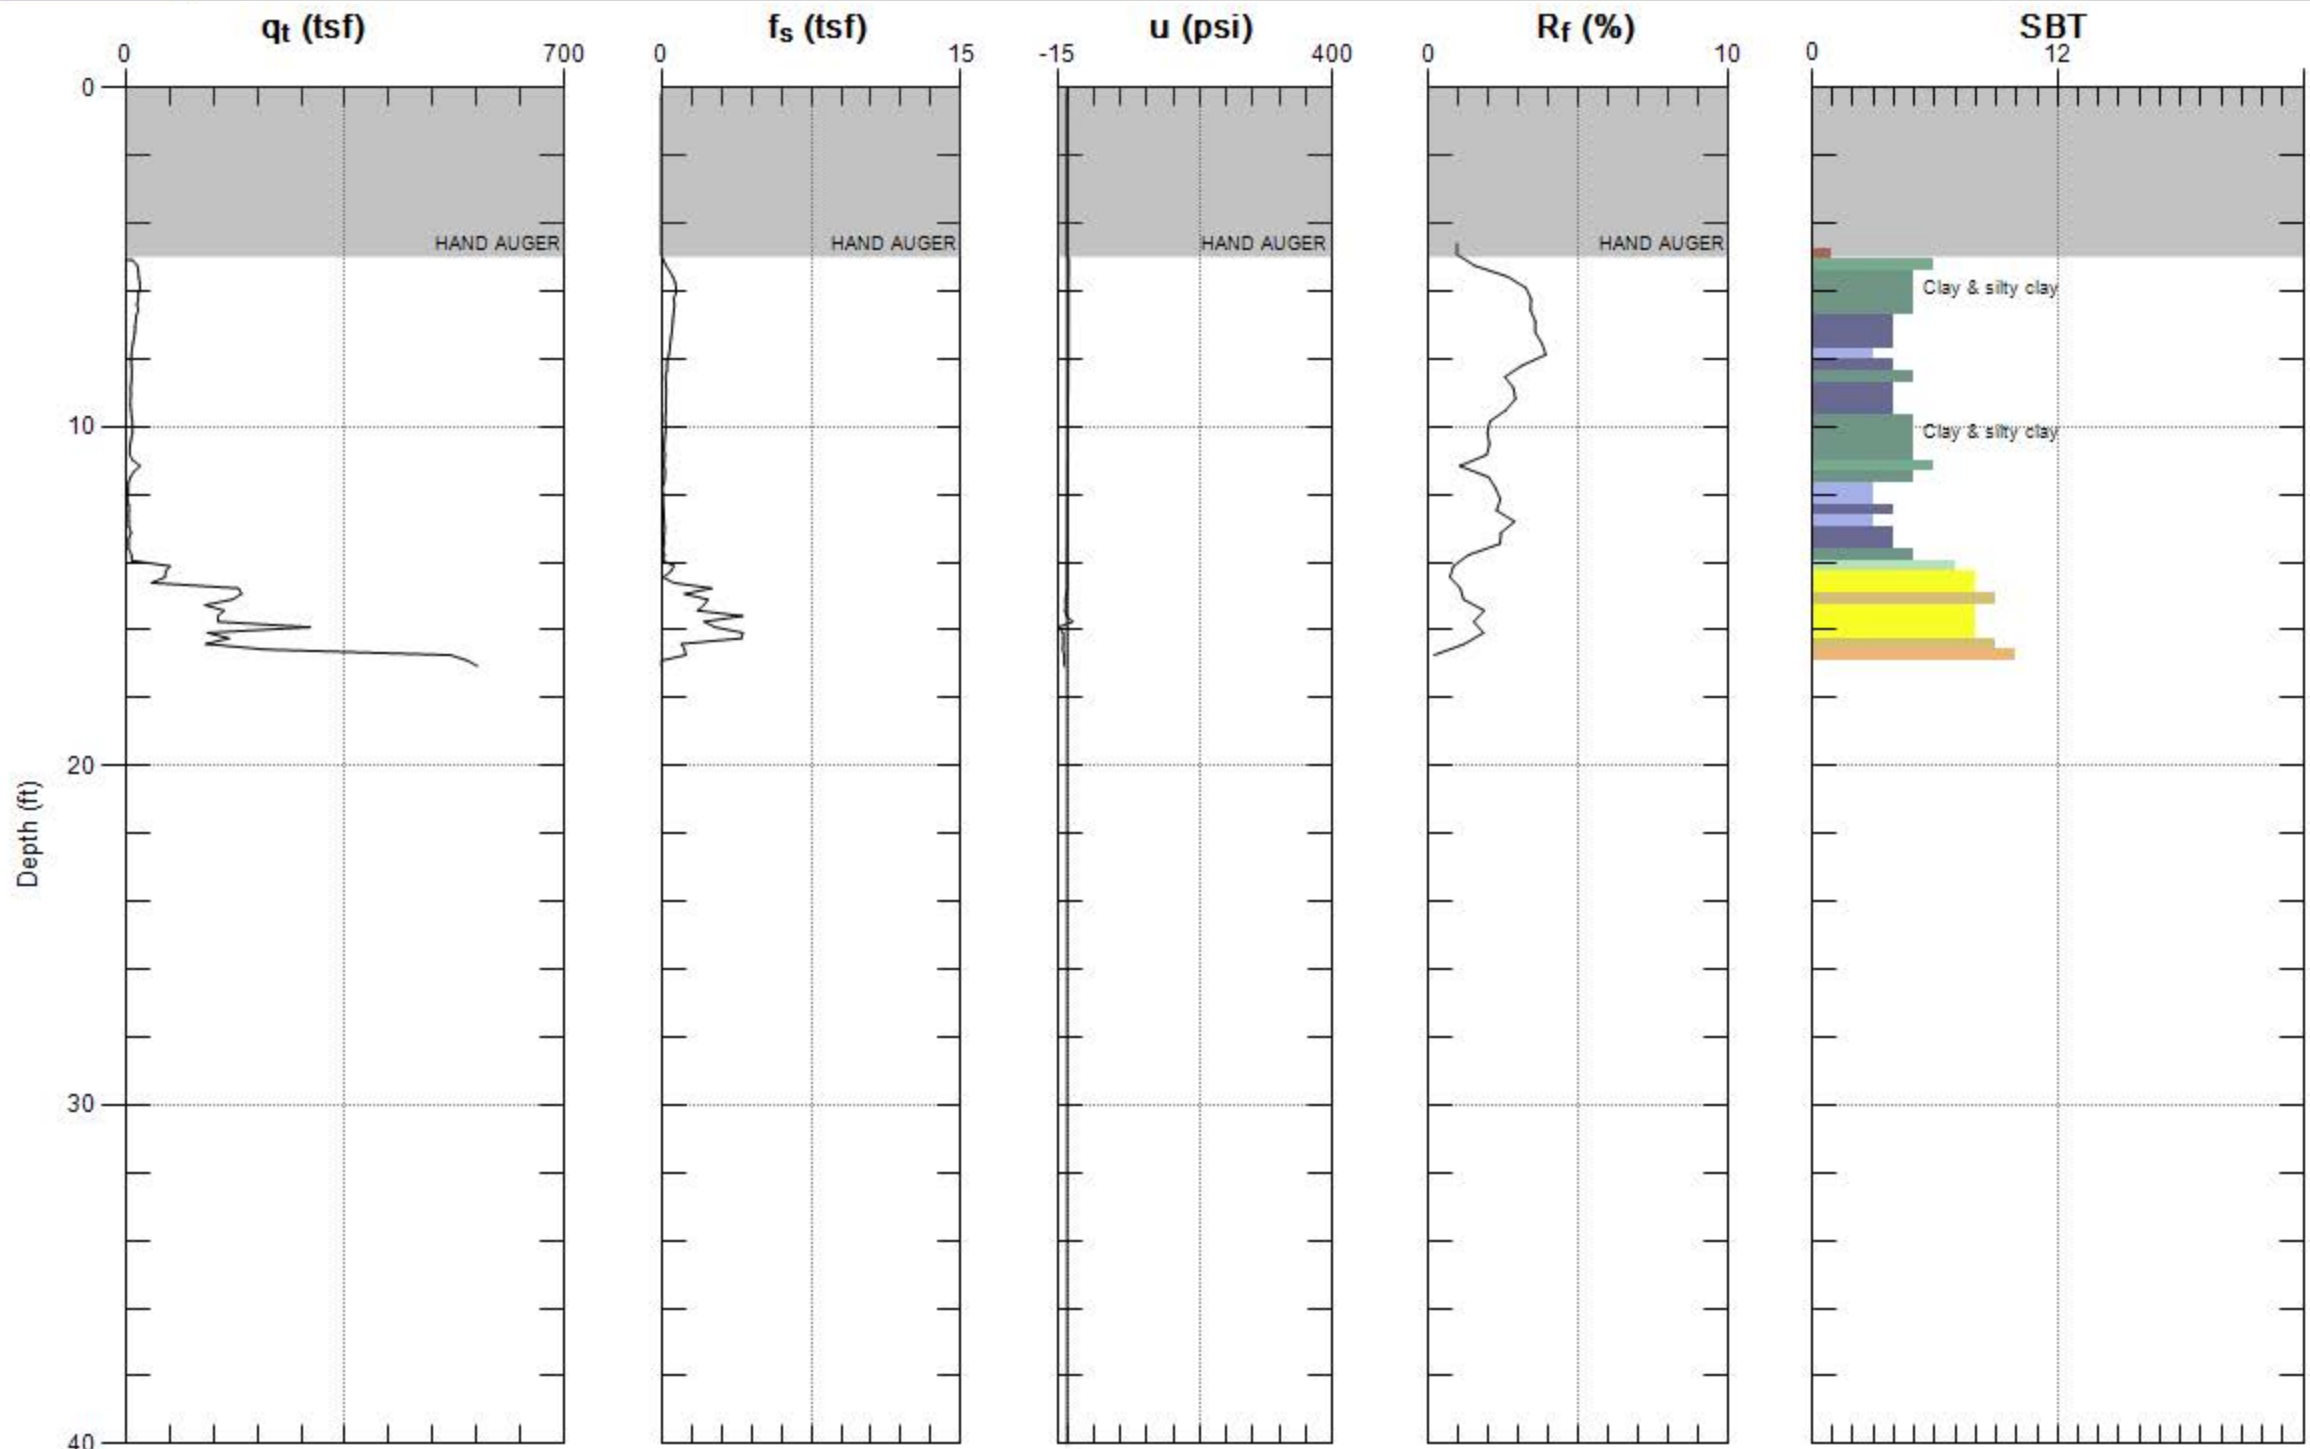 qt (tsf) fs (tsf) u (psi) Rf (%) SBT
0 700 0 15 -15 400 0 10 0 12
0
HAND AUGER HAND AUGER HAND AUGER HAND AUGER
Clay & silty clay
10
Clay & silty clay
20
Depth (ft)
30
40